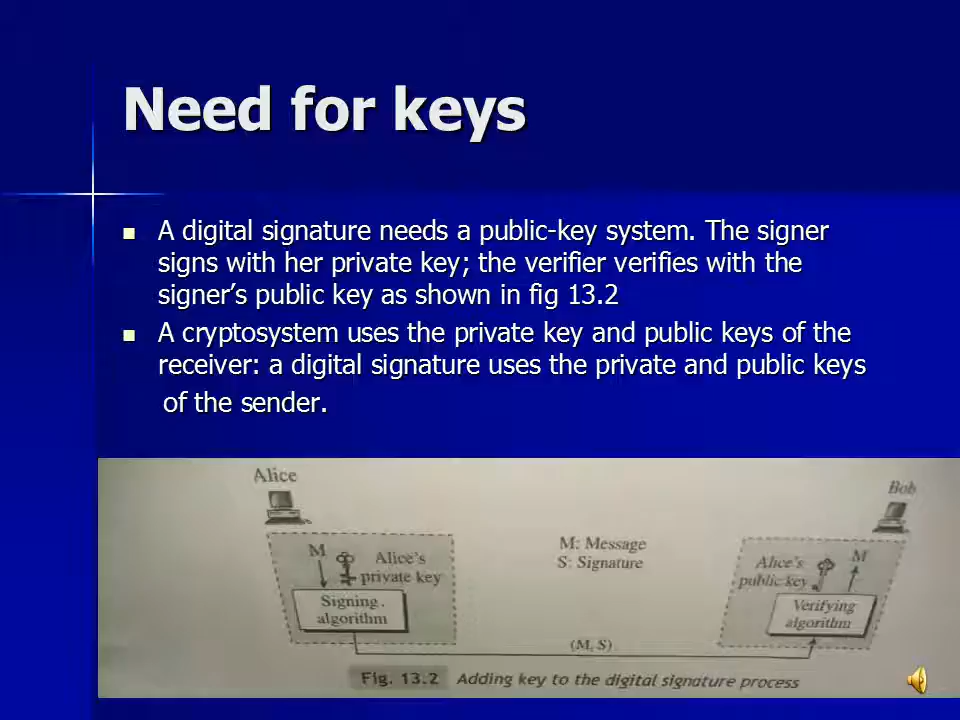 Need for keys
A digital signature needs a public-key system. The signer
signs with her private key; the verifier verifies with the
signer's public key as shown in fig 13.2
A cryptosystem uses the private key and public keys of the
receiver: a digital signature uses the private and public keys
of the sender.
Alice
Bob
M
Alice's
private key
Signing
algorithm
M: Message
S: Signature
Alice's
public key
M
Verifying
algorithm
(M, S)
Fig. 13.2 Adding key to the digital signature process